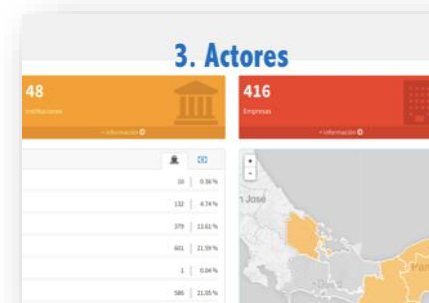 3. Actores
48
Instituciones
+ información
416
Empresas
+ información
10 | 0.36 %
132 | 4.74 %
379 | 13.61 %
601 | 21.59 %
1 | 0.04 %
586 | 21.05 %
+
-
San José